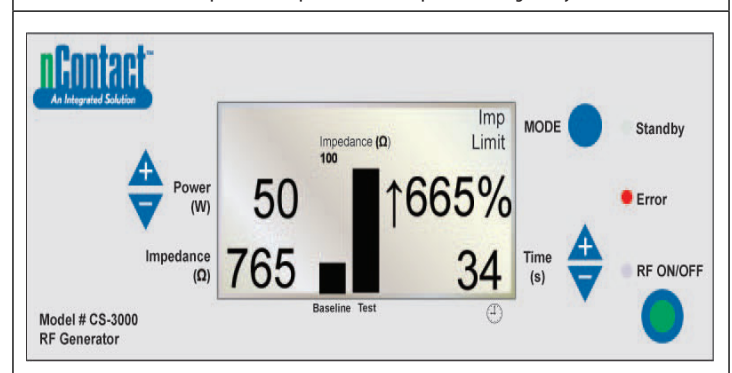 nContact™
An Integrated Solution
Imp
Limit
MODE
Standby
Impedance (Ω)
100
Power
(W)
50
↑665%
Error
Impedance
(Ω)
765
34
Time
(s)
RF ON/OFF
Baseline Test
Model # CS-3000
RF Generator